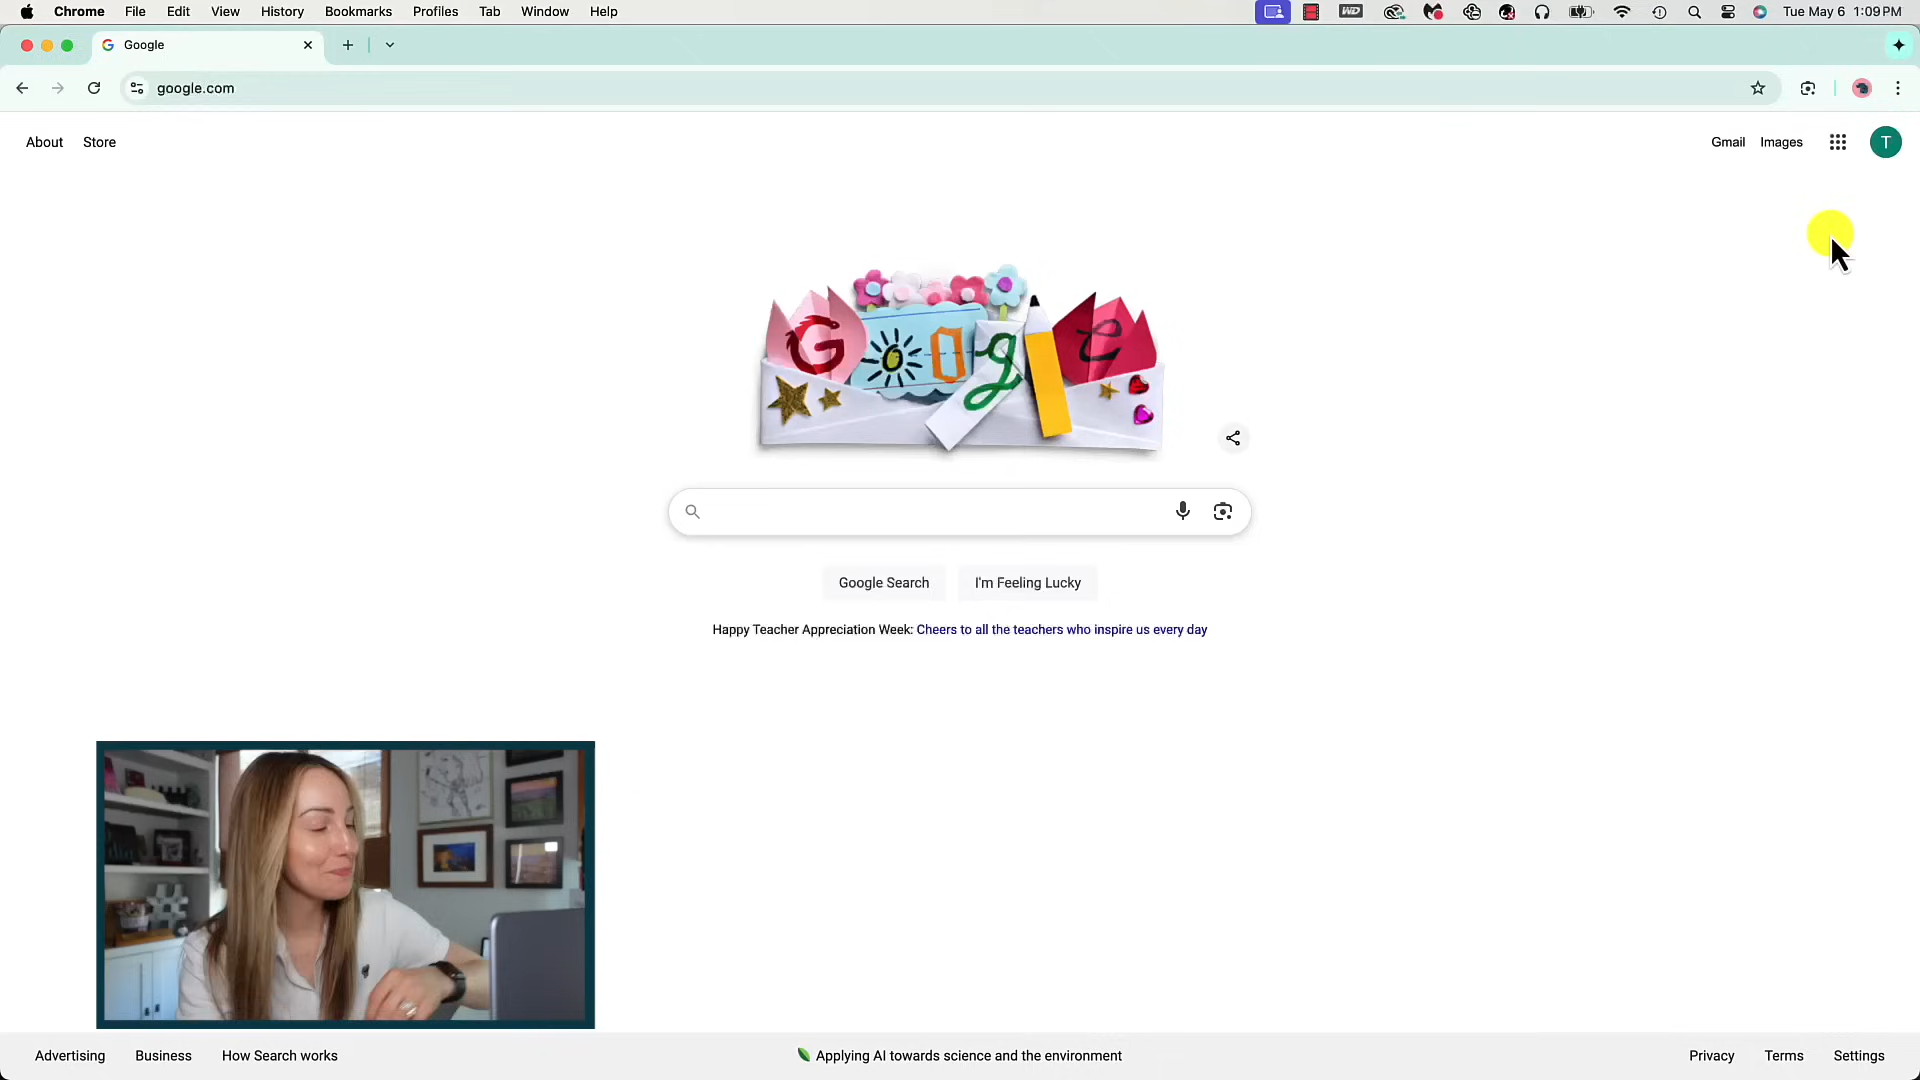 Chrome File Edit View History Bookmarks Profiles Tab Window Help WD Tue May 6 1:09 PM
Google
google.com
About Store Gmail Images T
Google
Google Search I'm Feeling Lucky
Happy Teacher Appreciation Week: Cheers to all the teachers who inspire us every day
Advertising Business How Search works Applying AI towards science and the environment Privacy Terms Settings